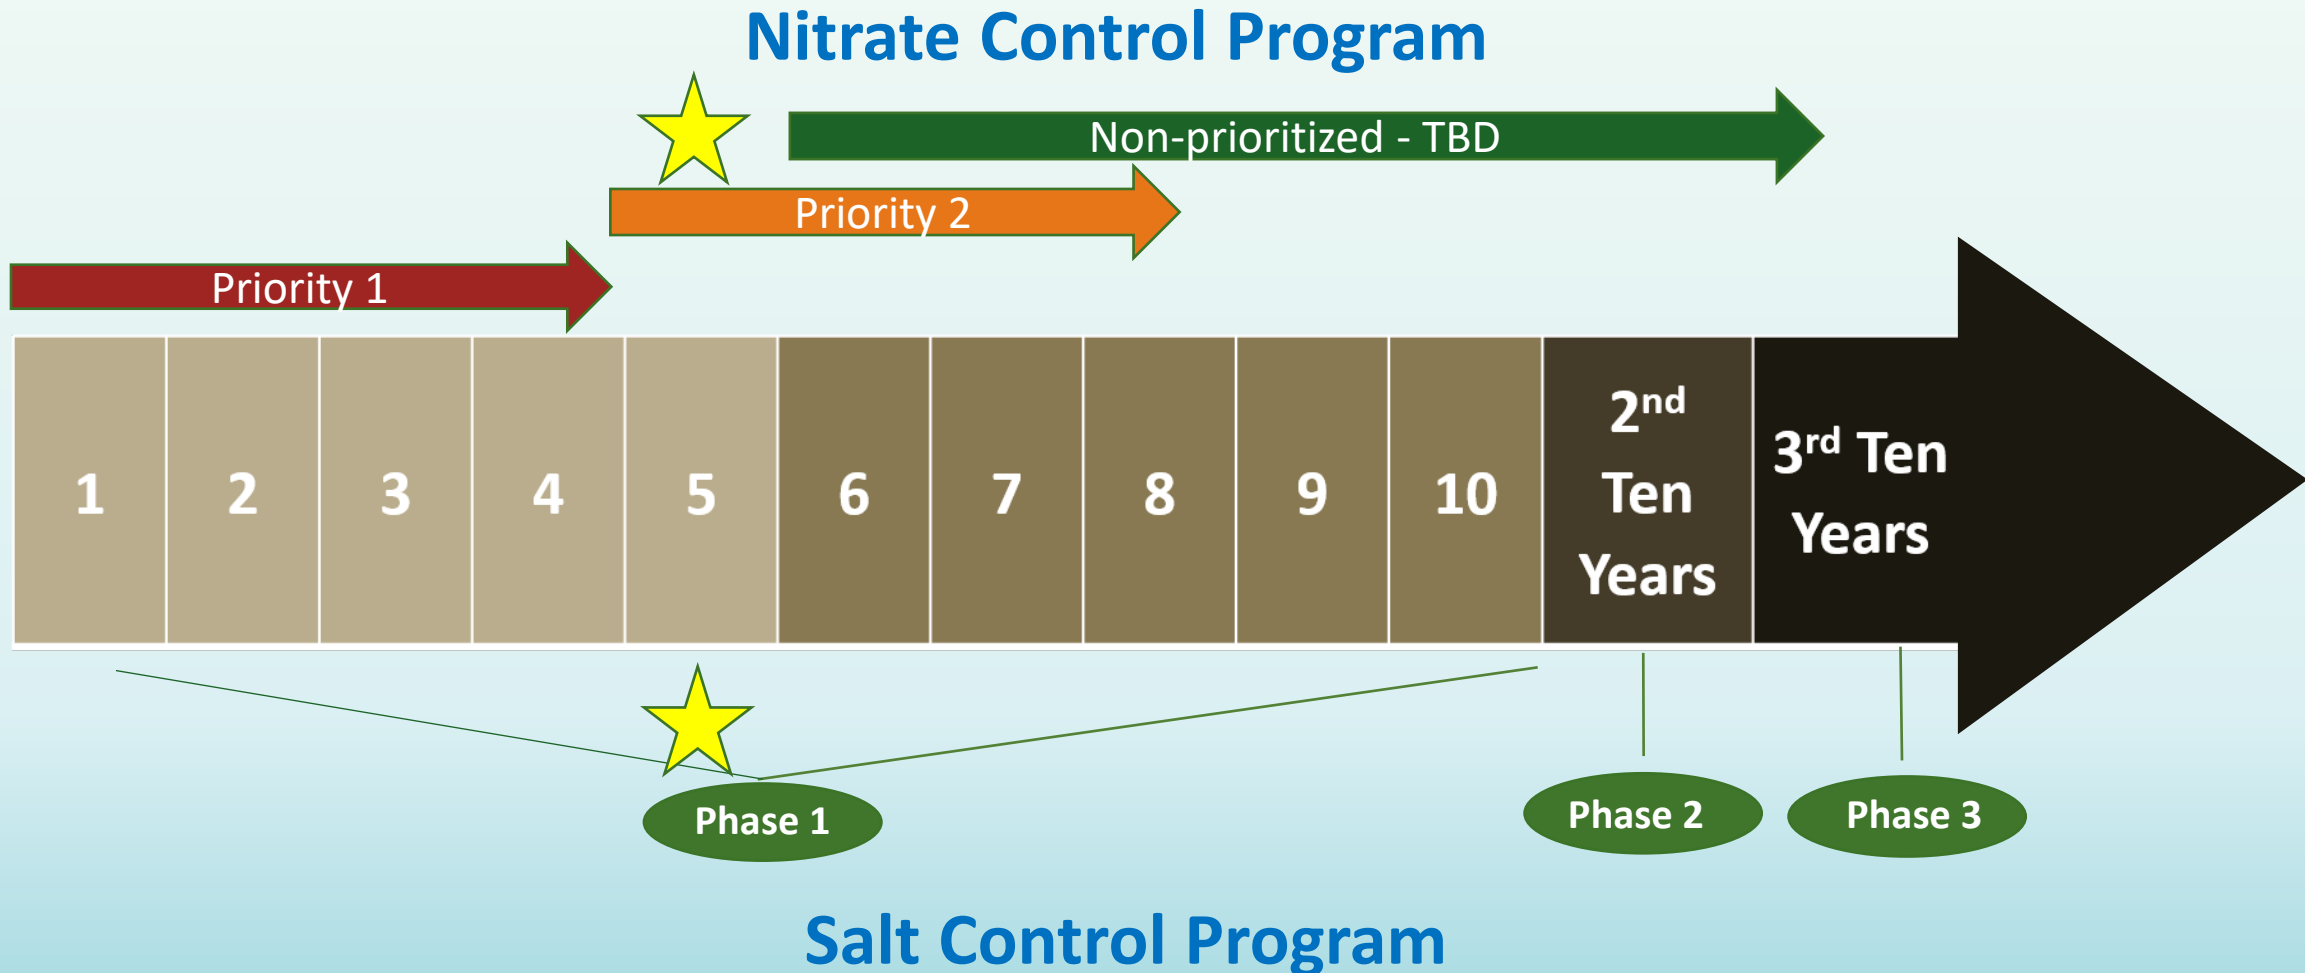 Nitrate Control Program
Non-prioritized - TBD
Priority 2
Priority 1
1
2
3
4
5
6
7
8
9
10
2nd
Ten
Years
3rd Ten
Years
Phase 1
Phase 2
Phase 3
Salt Control Program